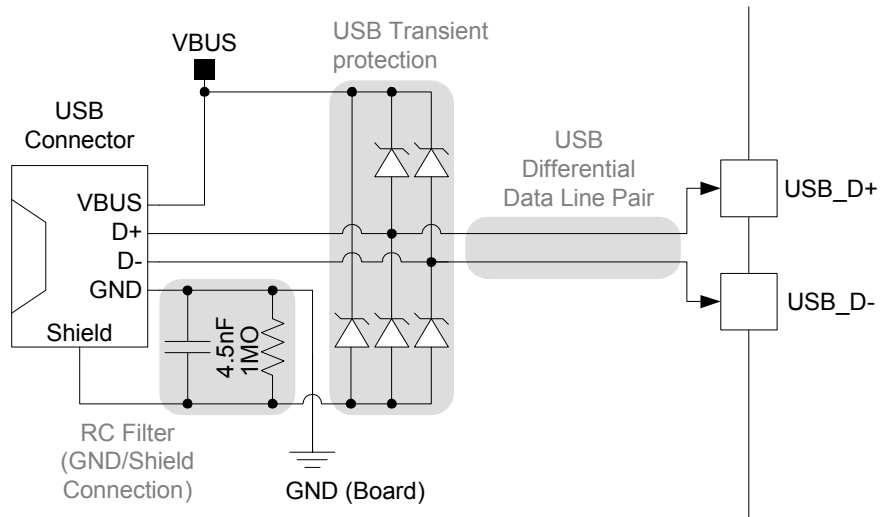 VBUS
USB Transient
protection
USB
Connector
VBUS
D+
D-
GND
Shield
USB
Differential
Data Line Pair
USB_D+
USB_D-
4.5nF
1MO
RC Filter
(GND/Shield
Connection)
GND (Board)